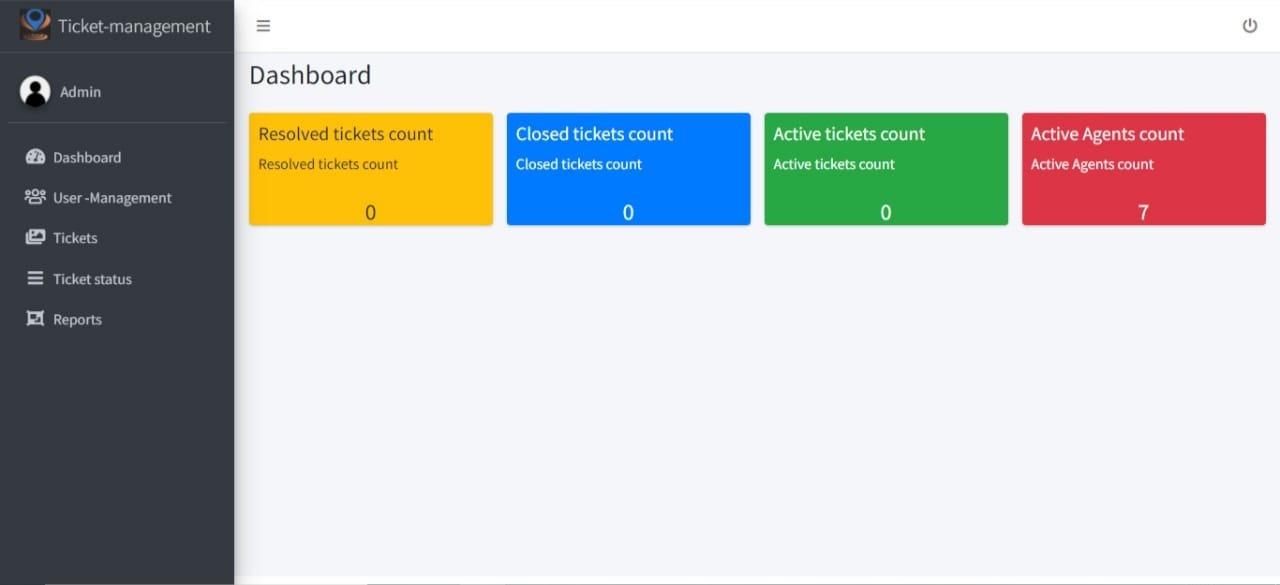 Ticket-management
Admin
Dashboard
User -Management
Tickets
Ticket status
Reports
Dashboard
Resolved tickets count
Resolved tickets count
0
Closed tickets count
Closed tickets count
0
Active tickets count
Active tickets count
0
Active Agents count
Active Agents count
7